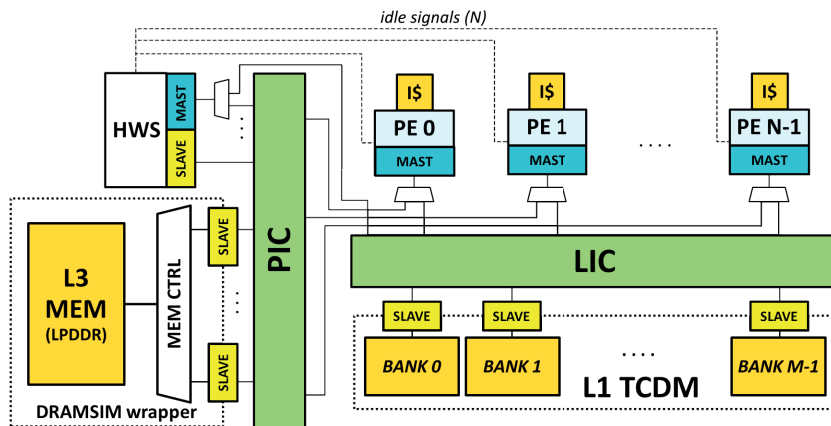 idle signals (N)
I$
I$
I$
HWS
MAST
SLAVE
PE 0
PE 1
PE N-1
MAST
MAST
MAST
. . .
. . . .
PIC
LIC
L3
MEM
(LPDDR)
MEM CTRL
SLAVE
. . .
SLAVE
DRAMSIM wrapper
SLAVE
SLAVE
SLAVE
BANK 0
BANK 1
. . . .
BANK M-1
L1 TCDM